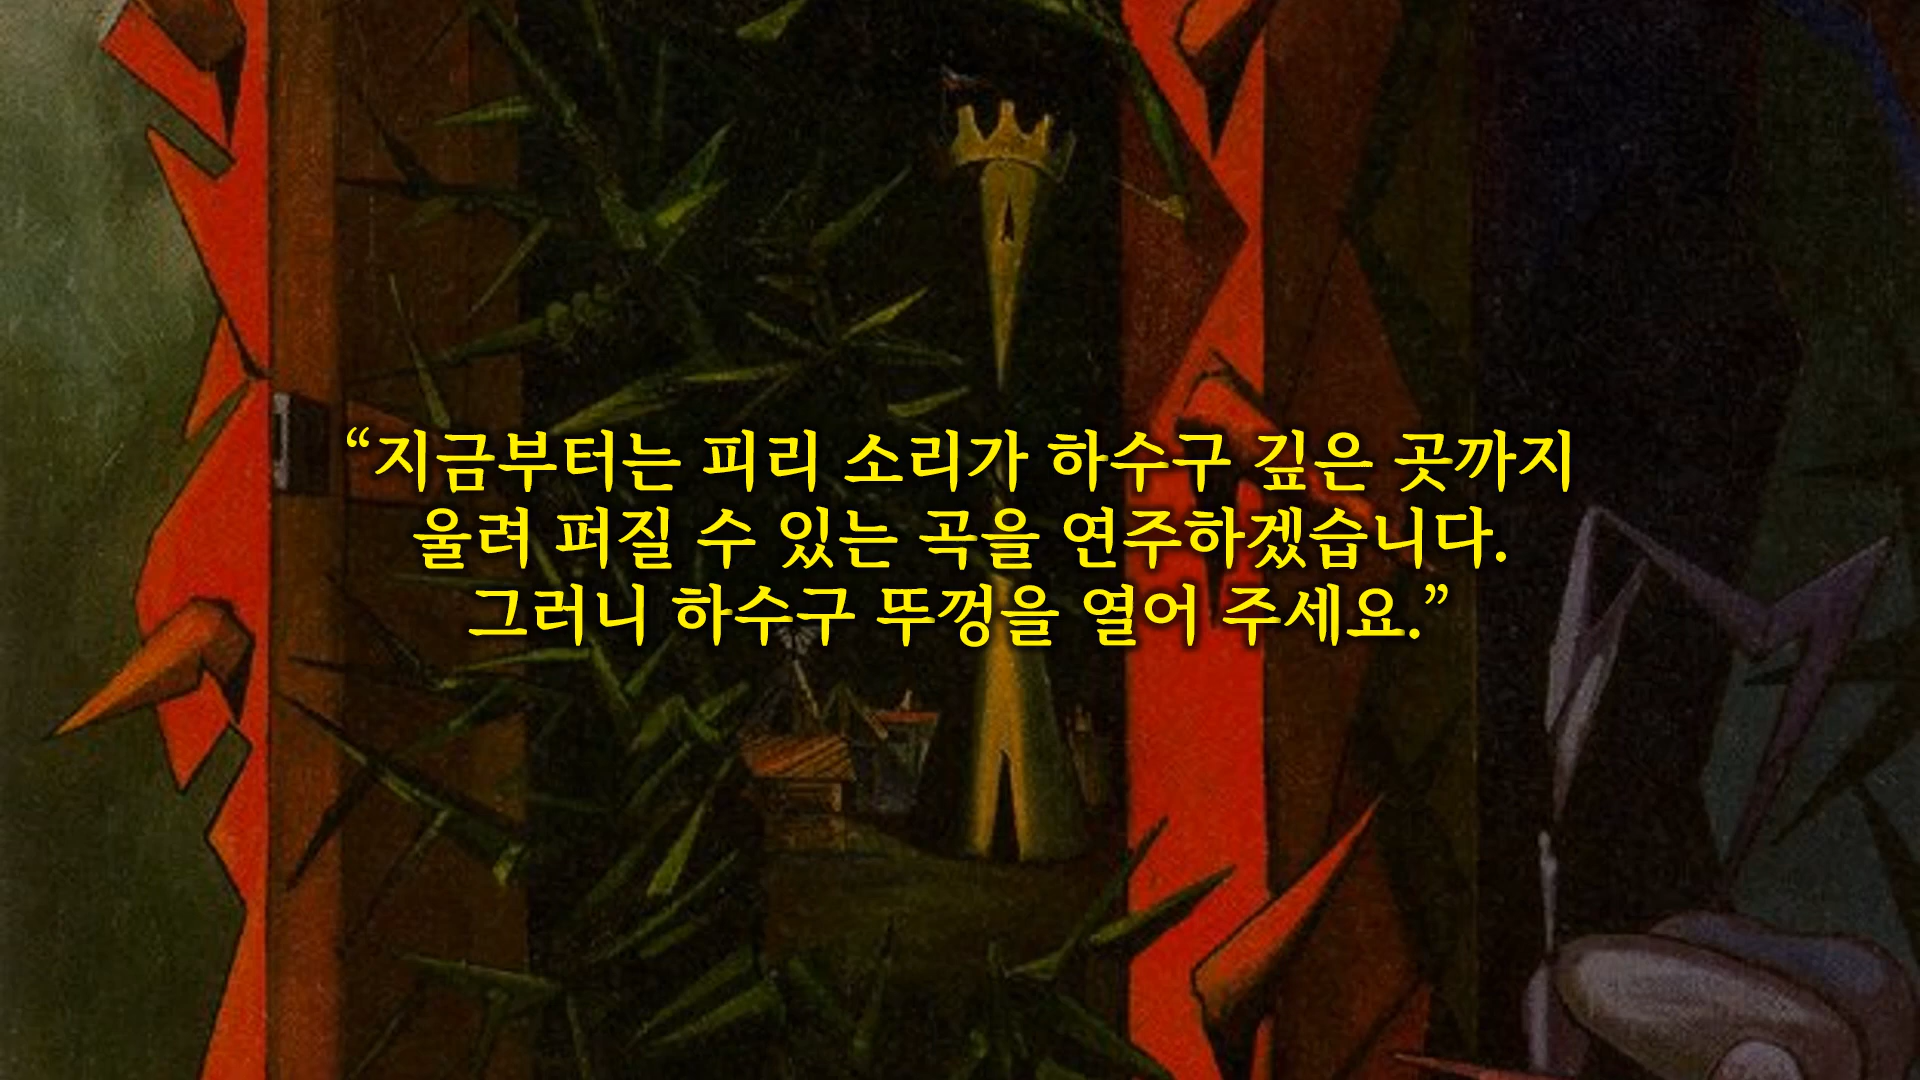 “지금부터는 피리 소리가 하수구 깊은 곳까지
울려 퍼질 수 있는 곡을 연주하겠습니다.
그러니 하수구 뚜껑을 열어 주세요.”